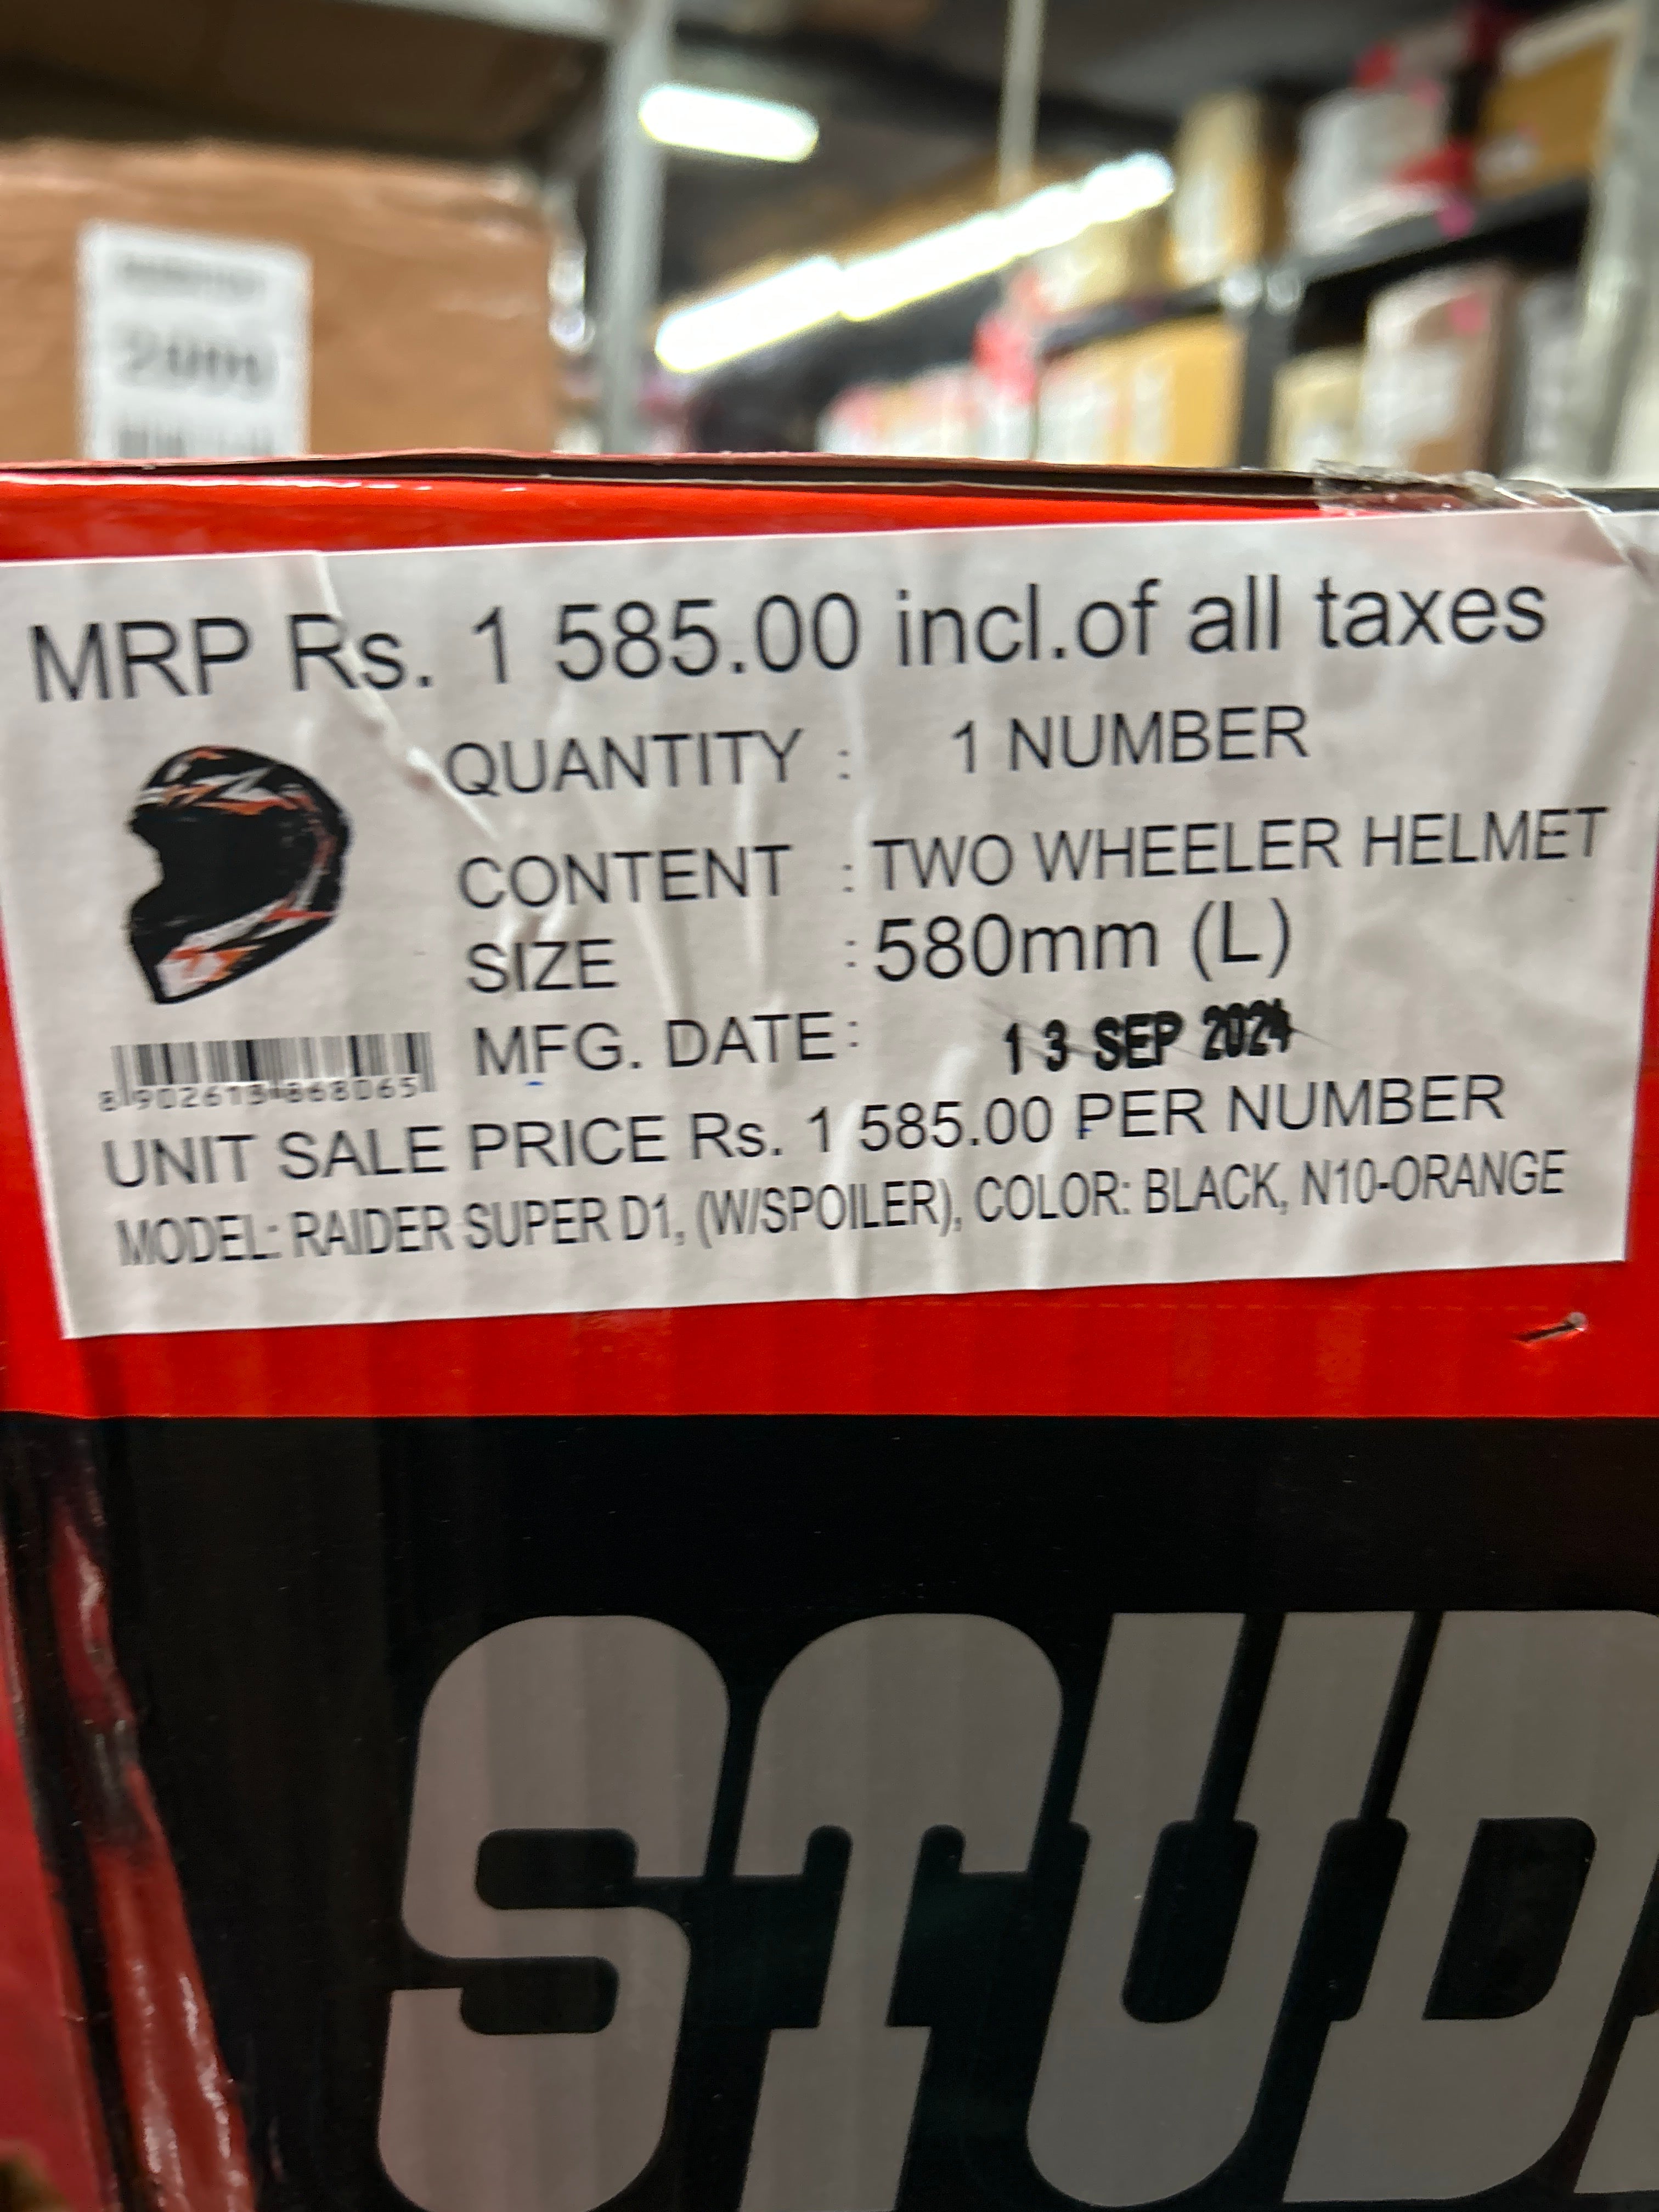 MRP Rs. 1 585.00 incl.of all taxes
QUANTITY : 1 NUMBER
CONTENT : TWO WHEELER HELMET
SIZE : 580mm (L)
MFG. DATE: 13 SEP 2024
8902613868065
UNIT SALE PRICE Rs. 1 585.00 PER NUMBER
MODEL: RAIDER SUPER D1, (W/SPOILER), COLOR: BLACK, N10-ORANGE
STUD